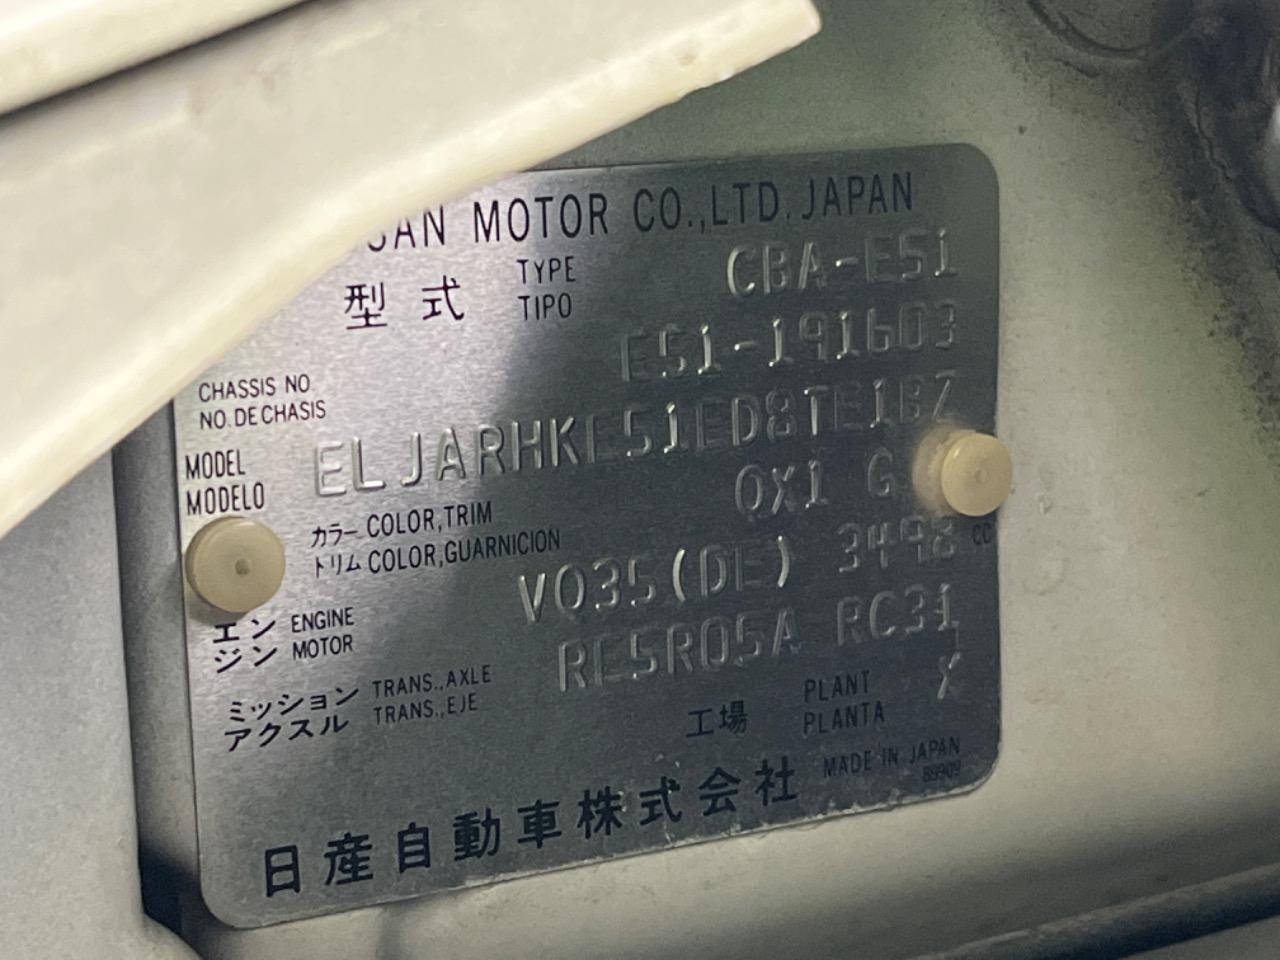 MOTOR CO.,LTD. JAPAN
型式 TYPE CBA-E51
TIPO
CHASSIS NO E51-191603
NO. DE CHASIS
MODEL ELJARHKE51ED8TE1BZ
MODELO
カラー COLOR,TRIM QX1 G
トリム COLOR,GUARNICION
エン ENGINE VQ35(DE) 3498 CC
ジン MOTOR
ミッション TRANS.,AXLE RE5R05A RC31
アクスル TRANS.,EJE
工場 PLANT X
PLANTA
日産自動車株式会社 MADE IN JAPAN